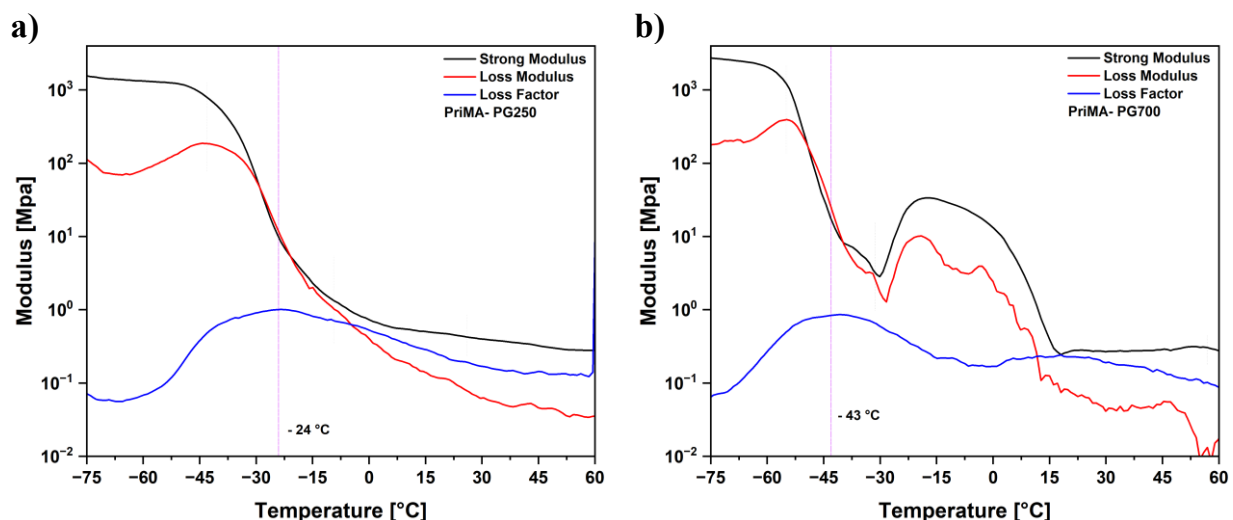 a)
Modulus [Mpa]
10³
10²
10¹
10⁰
10⁻¹
10⁻²
Strong Modulus
Loss Modulus
Loss Factor
PriMA- PG250
- 24 °C
−75 −60 −45 −30 −15 0 15 30 45 60
Temperature [°C]
b)
Modulus [Mpa]
10³
10²
10¹
10⁰
10⁻¹
10⁻²
Strong Modulus
Loss Modulus
Loss Factor
PriMA- PG700
- 43 °C
−75 −60 −45 −30 −15 0 15 30 45 60
Temperature [°C]